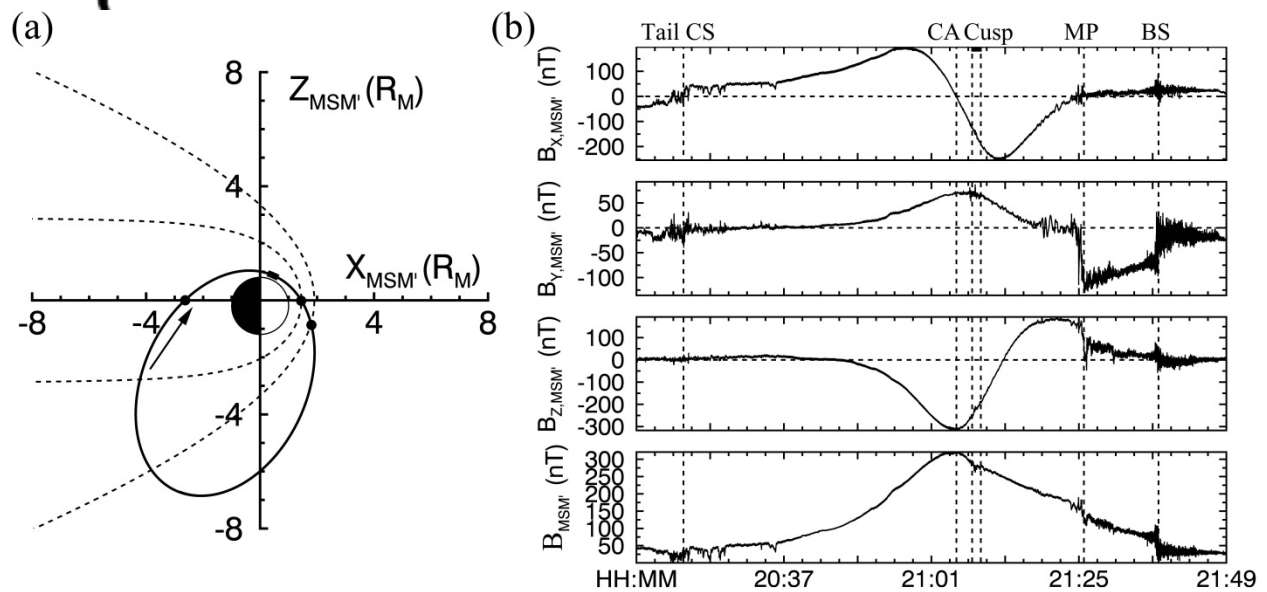 (a)
8
Z_MSM' (R_M)
4
X_MSM' (R_M)
-8
-4
4
8
-4
-8
(b)
Tail CS
CA
Cusp
MP
BS
B_X,MSM' (nT)
100
0
-100
-200
B_Y,MSM' (nT)
50
0
-50
-100
B_Z,MSM' (nT)
100
0
-100
-200
-300
B_MSM' (nT)
300
250
200
150
100
50
HH:MM
20:37
21:01
21:25
21:49